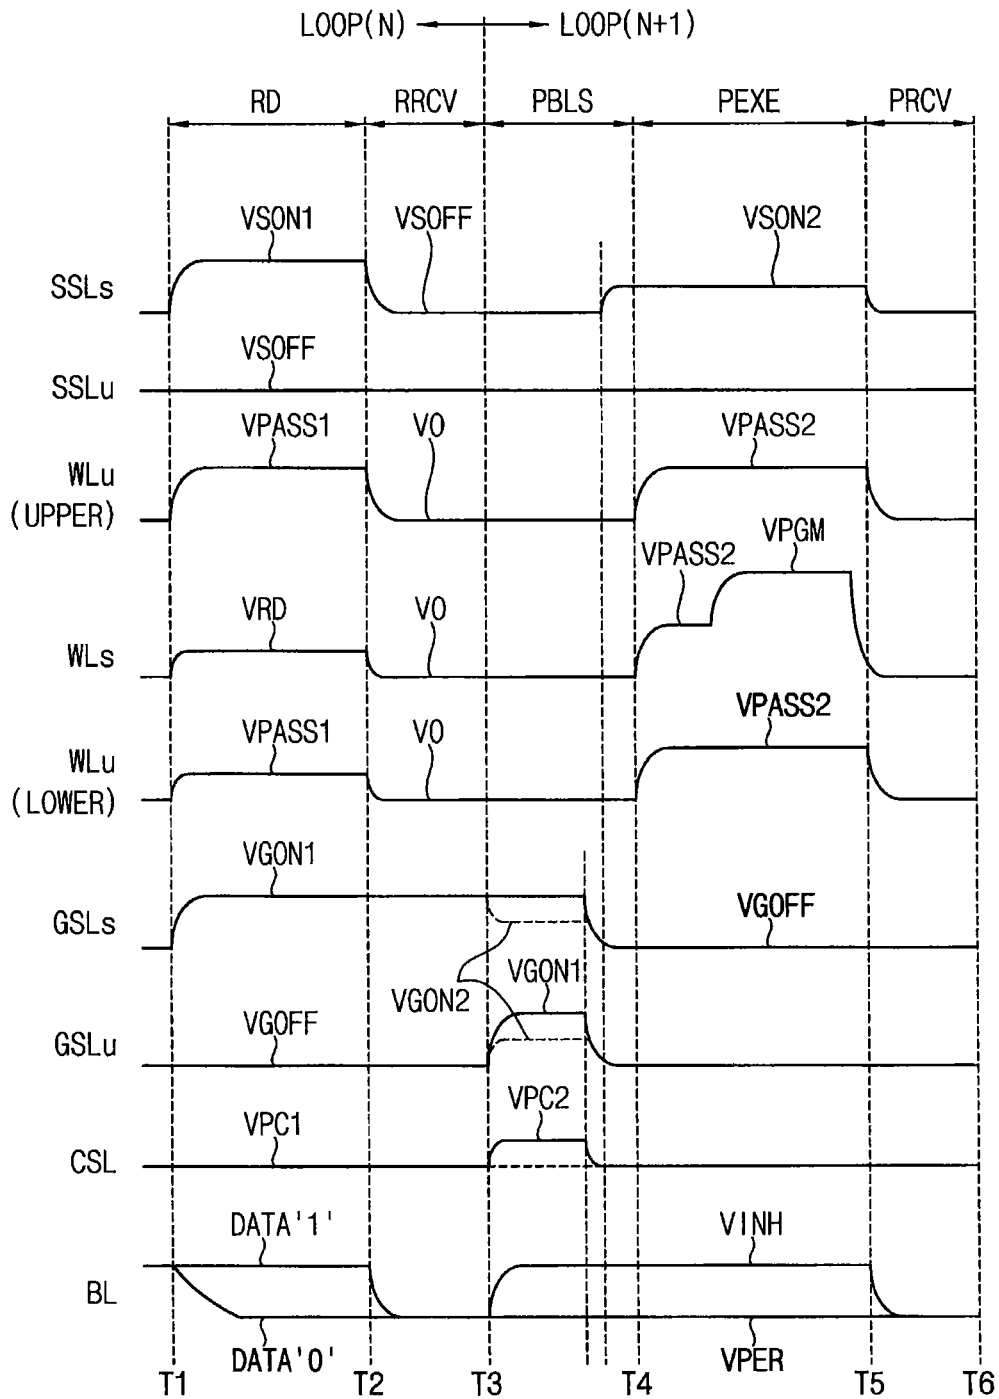 LOOP(N) LOOP(N+1)
RD RRCV PBLS PEXE PRCV
VSON1 VSOFF VSON2
SSLs
VSOFF
SSLu
VPASS1 V0 VPASS2
WLu
(UPPER)
VPGM
VPASS2
VRD V0
WLs
VPASS2
VPASS1 V0
WLu
(LOWER)
VGON1
VGOFF
GSLs
VGON1
VGON2
VGOFF
GSLu
VPC2
VPC1
CSL
DATA'1' VINH
BL
DATA'0' VPER
T1 T2 T3 T4 T5 T6